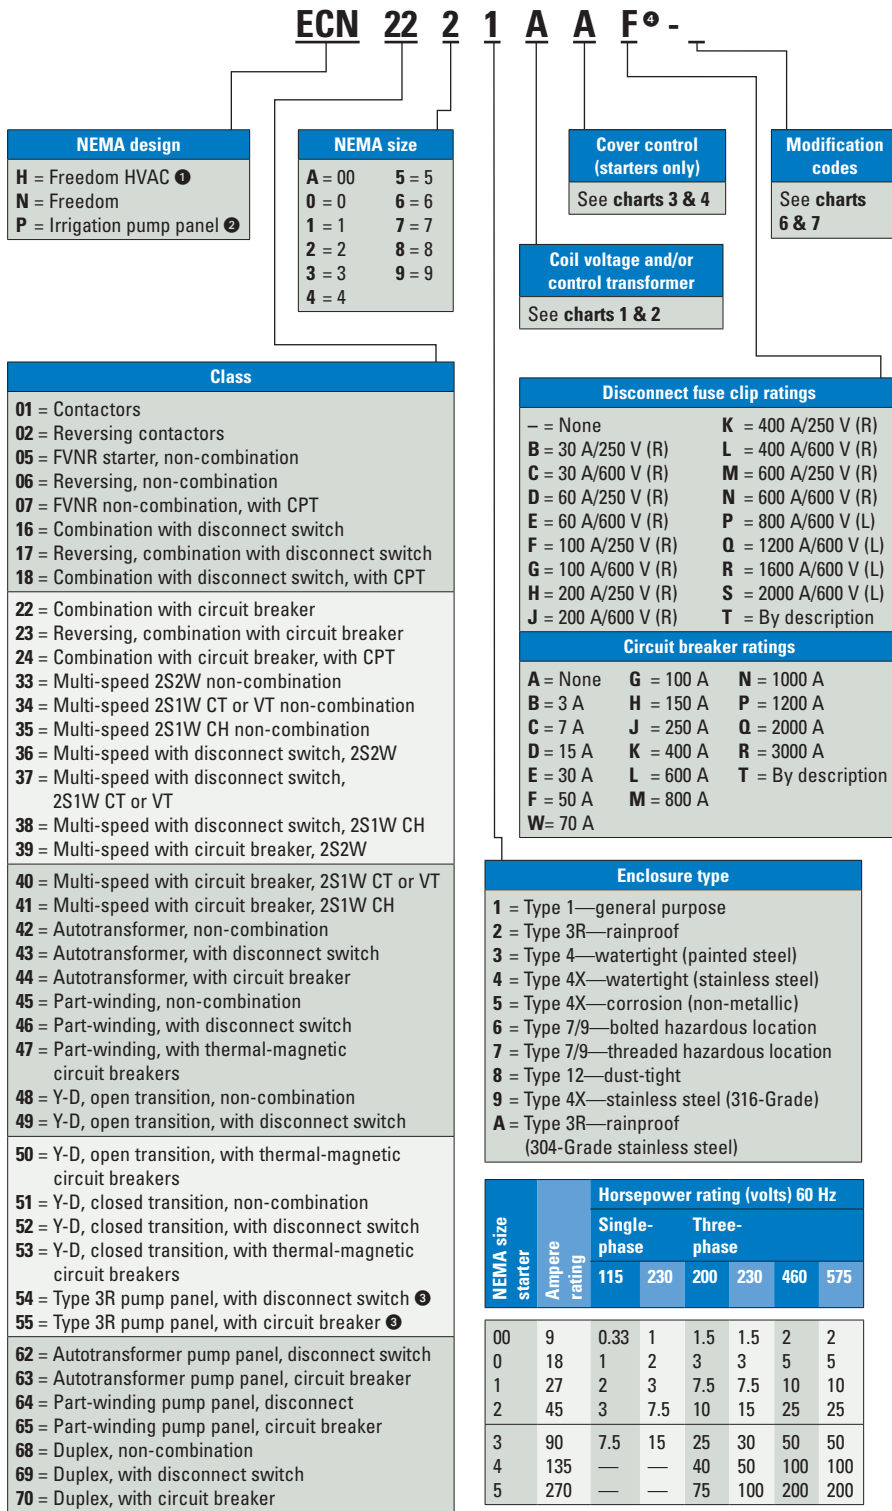 ECN 22 2 1 A A F❹ -
NEMA design
H = Freedom HVAC ❶
N = Freedom
P = Irrigation pump panel ❷
NEMA size
A = 00 5 = 5
0 = 0 6 = 6
1 = 1 7 = 7
2 = 2 8 = 8
3 = 3 9 = 9
4 = 4
Cover control
(starters only)
See charts 3 & 4
Modification
codes
See charts
6 & 7
Coil voltage and/or
control transformer
See charts 1 & 2
Class
01 = Contactors
02 = Reversing contactors
05 = FVNR starter, non-combination
06 = Reversing, non-combination
07 = FVNR non-combination, with CPT
16 = Combination with disconnect switch
17 = Reversing, combination with disconnect switch
18 = Combination with disconnect switch, with CPT
22 = Combination with circuit breaker
23 = Reversing, combination with circuit breaker
24 = Combination with circuit breaker, with CPT
33 = Multi-speed 2S2W non-combination
34 = Multi-speed 2S1W CT or VT non-combination
35 = Multi-speed 2S1W CH non-combination
36 = Multi-speed with disconnect switch, 2S2W
37 = Multi-speed with disconnect switch,
2S1W CT or VT
38 = Multi-speed with disconnect switch, 2S1W CH
39 = Multi-speed with circuit breaker, 2S2W
40 = Multi-speed with circuit breaker, 2S1W CT or VT
41 = Multi-speed with circuit breaker, 2S1W CH
42 = Autotransformer, non-combination
43 = Autotransformer, with disconnect switch
44 = Autotransformer, with circuit breaker
45 = Part-winding, non-combination
46 = Part-winding, with disconnect switch
47 = Part-winding, with thermal-magnetic
circuit breakers
48 = Y-D, open transition, non-combination
49 = Y-D, open transition, with disconnect switch
50 = Y-D, open transition, with thermal-magnetic
circuit breakers
51 = Y-D, closed transition, non-combination
52 = Y-D, closed transition, with disconnect switch
53 = Y-D, closed transition, with thermal-magnetic
circuit breakers
54 = Type 3R pump panel, with disconnect switch ❸
55 = Type 3R pump panel, with circuit breaker ❸
62 = Autotransformer pump panel, disconnect switch
63 = Autotransformer pump panel, circuit breaker
64 = Part-winding pump panel, disconnect
65 = Part-winding pump panel, circuit breaker
68 = Duplex, non-combination
69 = Duplex, with disconnect switch
70 = Duplex, with circuit breaker
Disconnect fuse clip ratings
– = None K = 400 A/250 V (R)
B = 30 A/250 V (R) L = 400 A/600 V (R)
C = 30 A/600 V (R) M = 600 A/250 V (R)
D = 60 A/250 V (R) N = 600 A/600 V (R)
E = 60 A/600 V (R) P = 800 A/600 V (L)
F = 100 A/250 V (R) Q = 1200 A/600 V (L)
G = 100 A/600 V (R) R = 1600 A/600 V (L)
H = 200 A/250 V (R) S = 2000 A/600 V (L)
J = 200 A/600 V (R) T = By description
Circuit breaker ratings
A = None G = 100 A N = 1000 A
B = 3 A H = 150 A P = 1200 A
C = 7 A J = 250 A Q = 2000 A
D = 15 A K = 400 A R = 3000 A
E = 30 A L = 600 A T = By description
F = 50 A M = 800 A
W= 70 A
Enclosure type
1 = Type 1—general purpose
2 = Type 3R—rainproof
3 = Type 4—watertight (painted steel)
4 = Type 4X—watertight (stainless steel)
5 = Type 4X—corrosion (non-metallic)
6 = Type 7/9—bolted hazardous location
7 = Type 7/9—threaded hazardous location
8 = Type 12—dust-tight
9 = Type 4X—stainless steel (316-Grade)
A = Type 3R—rainproof
(304-Grade stainless steel)
NEMA size
starter
Ampere
rating
Horsepower rating (volts) 60 Hz
Single- Three-
phase phase
115 230 200 230 460 575
00 9 0.33 1 1.5 1.5 2 2
0 18 1 2 3 3 5 5
1 27 2 3 7.5 7.5 10 10
2 45 3 7.5 10 15 25 25
3 90 7.5 15 25 30 50 50
4 135 — — 40 50 100 100
5 270 — — 75 100 200 200